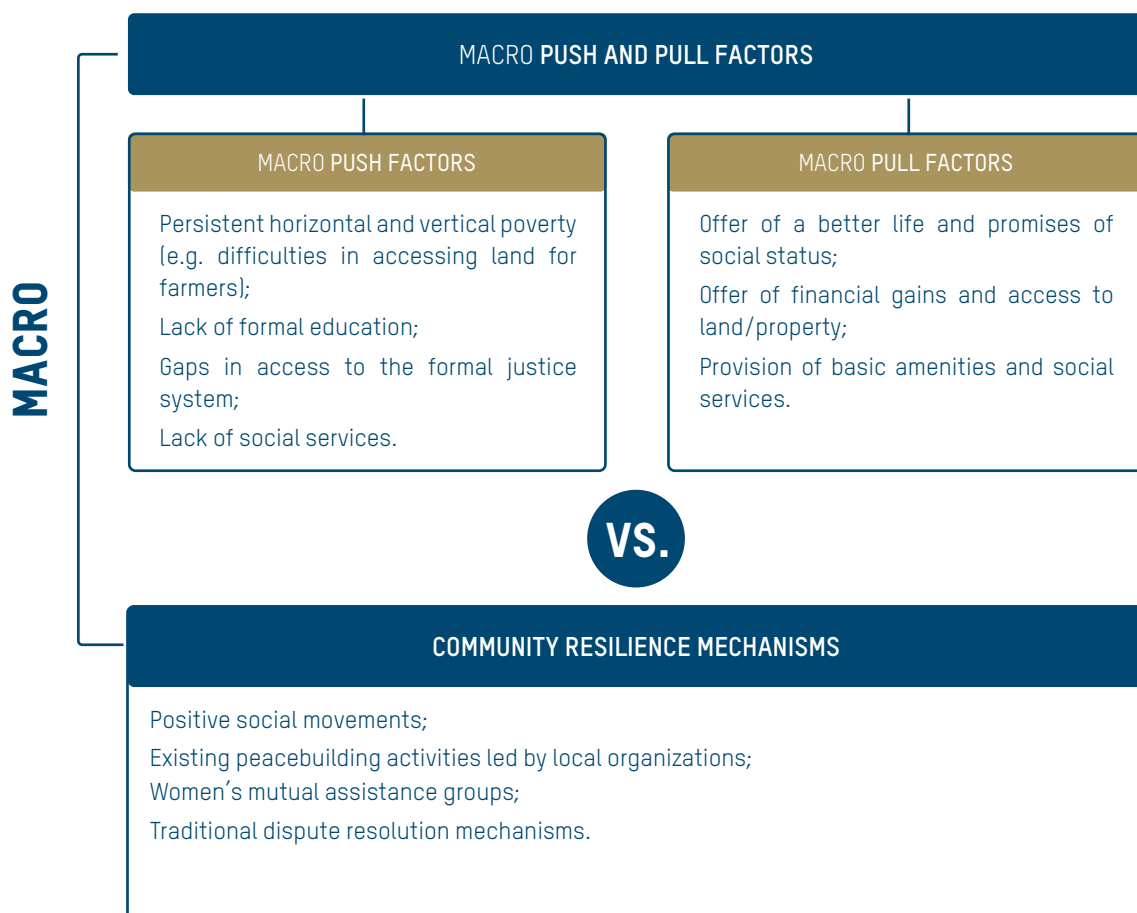 MACRO
MACRO PUSH AND PULL FACTORS
MACRO PUSH FACTORS
Persistent horizontal and vertical poverty
(e.g. difficulties in accessing land for
farmers);
Lack of formal education;
Gaps in access to the formal justice
system;
Lack of social services.
MACRO PULL FACTORS
Offer of a better life and promises of
social status;
Offer of financial gains and access to
land/property;
Provision of basic amenities and social
services.
VS.
COMMUNITY RESILIENCE MECHANISMS
Positive social movements;
Existing peacebuilding activities led by local organizations;
Women´s mutual assistance groups;
Traditional dispute resolution mechanisms.